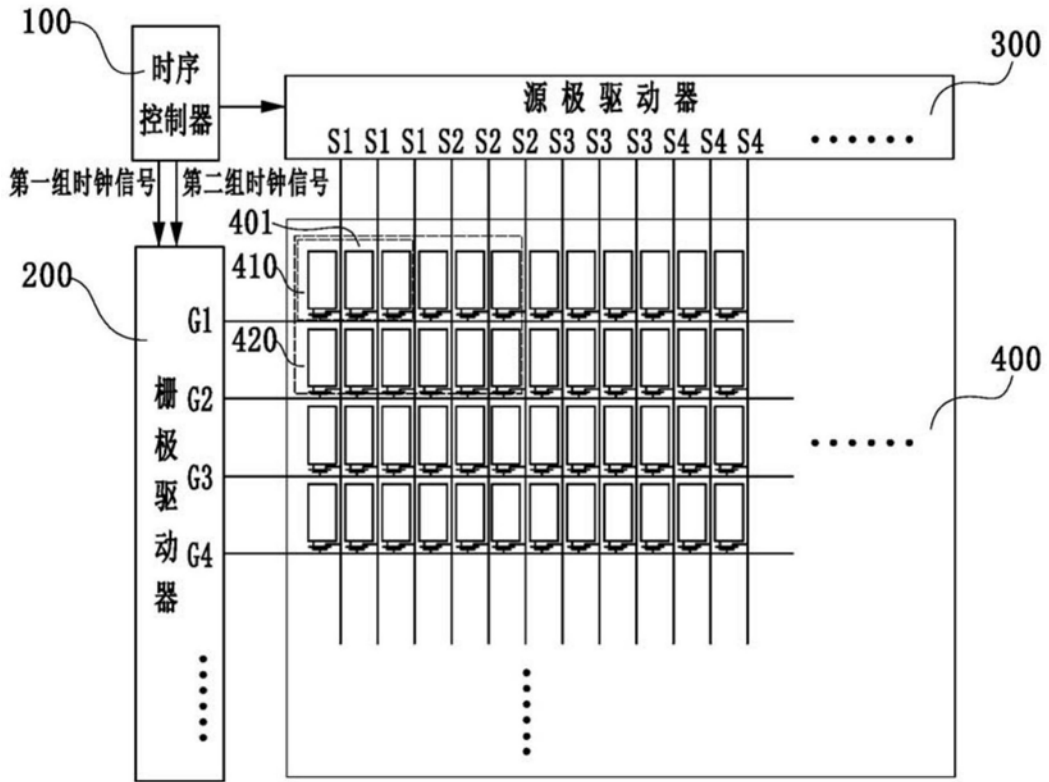 100
时序
控制器
300
源极驱动器
S1 S1 S1 S2 S2 S2 S3 S3 S3 S4 S4 S4 ······
第一组时钟信号 第二组时钟信号
401
410
200
G1
420
400
G2
栅极驱动器
G3
G4